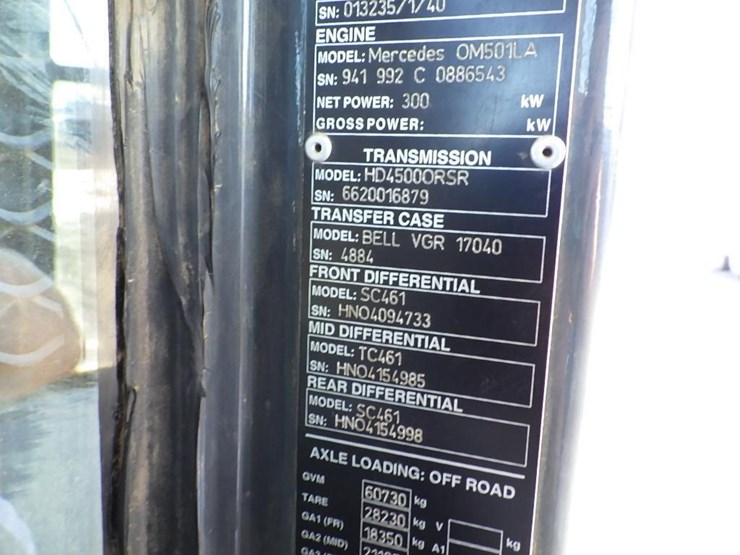 SN: 013235/1/40
ENGINE
MODEL: Mercedes OM501LA
SN: 941 992 C 0886543
NET POWER: 300 kW
GROSS POWER: kW
TRANSMISSION
MODEL: HD4500ORSR
SN: 6620016879
TRANSFER CASE
MODEL: BELL VGR 17040
SN: 4884
FRONT DIFFERENTIAL
MODEL: SC461
SN: HNO4094733
MID DIFFERENTIAL
MODEL: TC461
SN: HNO4154985
REAR DIFFERENTIAL
MODEL: SC461
SN: HNO4154998
AXLE LOADING: OFF ROAD
GVM 60730 kg
TARE 28230 kg V
GA1 (FR) 18350 kg A1 kg
GA2 (MID)